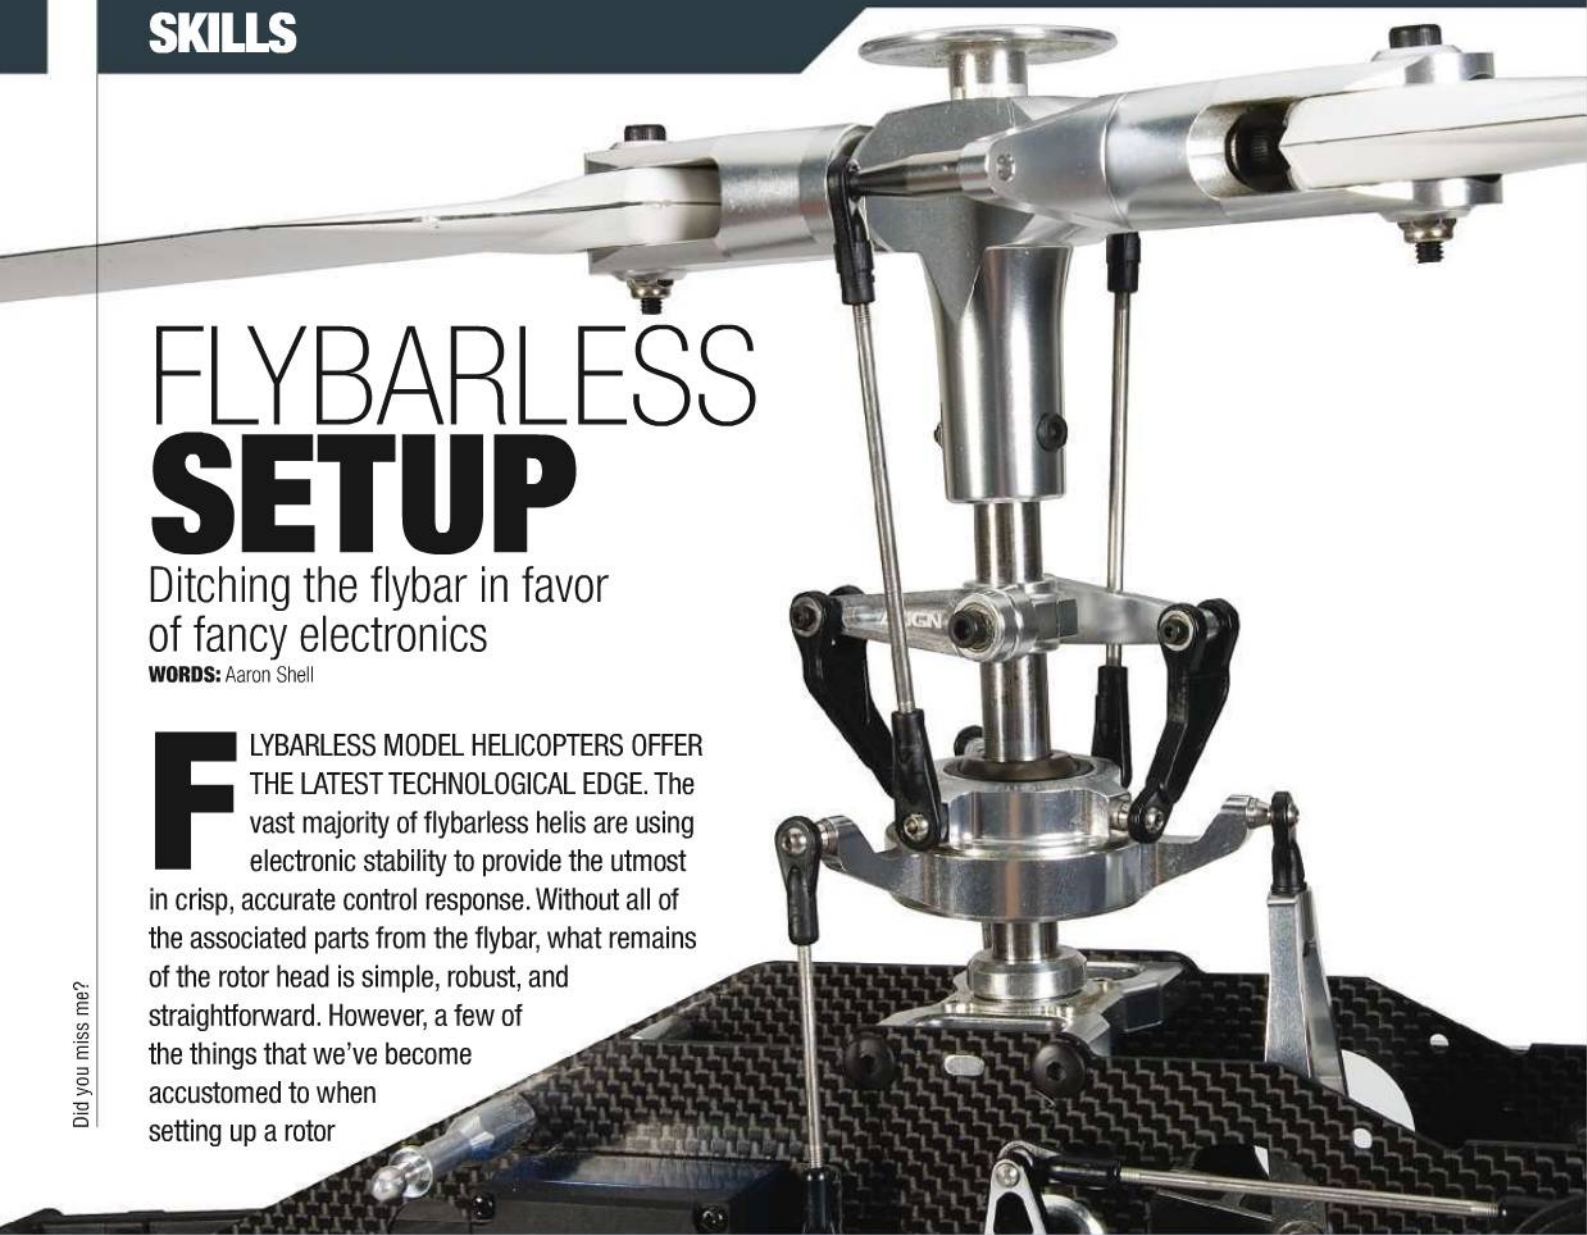 SKILLS
FLYBARLESS
SETUP
Ditching the flybar in favor
of fancy electronics
WORDS: Aaron Shell
FLYBARLESS MODEL HELICOPTERS OFFER
THE LATEST TECHNOLOGICAL EDGE. The
vast majority of flybarless helis are using
electronic stability to provide the utmost
in crisp, accurate control response. Without all of
the associated parts from the flybar, what remains
of the rotor head is simple, robust, and
straightforward. However, a few of
the things that we've become
accustomed to when
setting up a rotor
Did you miss me?